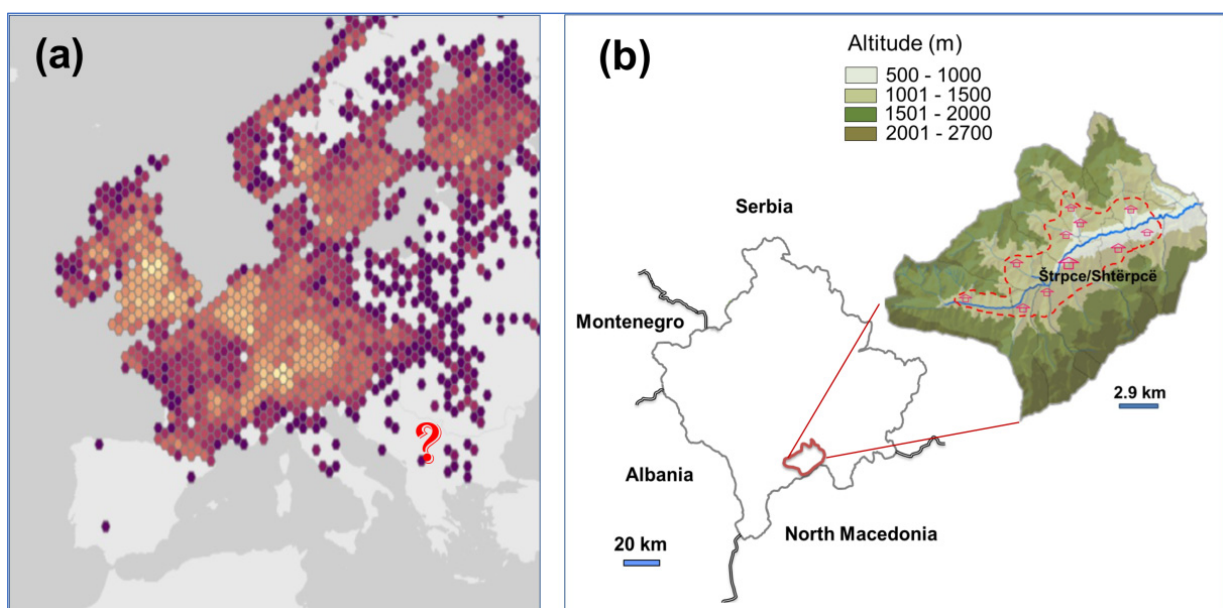 (a)
?
(b)
Altitude (m)
500 - 1000
1001 - 1500
1501 - 2000
2001 - 2700
Serbia
Štrpce/Shtërpcë
Montenegro
2.9 km
Albania
North Macedonia
20 km